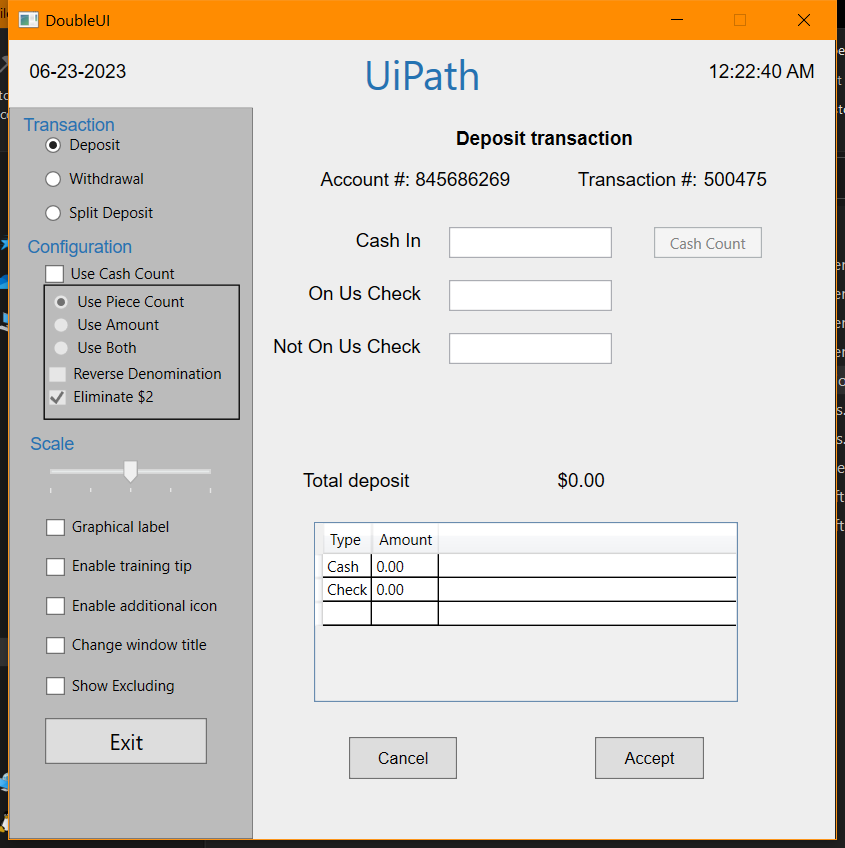 DoubleUI
06-23-2023
UiPath
12:22:40 AM
Transaction
Deposit
Withdrawal
Split Deposit
Configuration
Use Cash Count
Use Piece Count
Use Amount
Use Both
Reverse Denomination
Eliminate $2
Scale
Graphical label
Enable training tip
Enable additional icon
Change window title
Show Excluding
Exit
Deposit transaction
Account #: 845686269 Transaction #: 500475
Cash In
Cash Count
On Us Check
Not On Us Check
Total deposit $0.00
Type Amount
Cash 0.00
Check 0.00
Cancel Accept